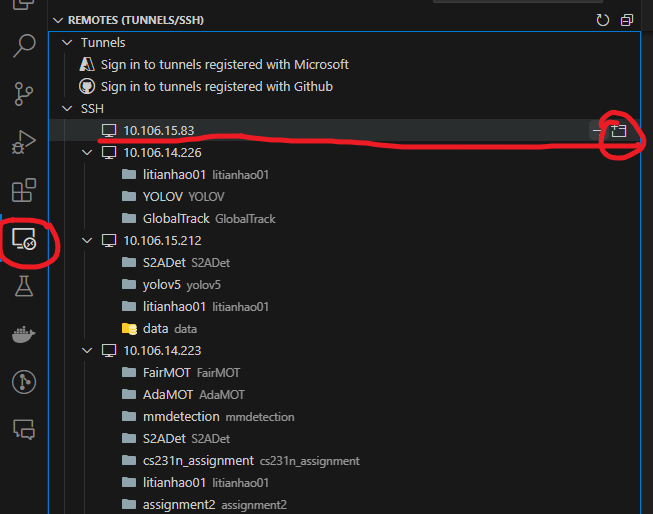 REMOTES (TUNNELS/SSH)
Tunnels
Sign in to tunnels registered with Microsoft
Sign in to tunnels registered with Github
SSH
10.106.15.83
10.106.14.226
litianhao01 litianhao01
YOLOV YOLOV
GlobalTrack GlobalTrack
10.106.15.212
S2ADet S2ADet
yolov5 yolov5
litianhao01 litianhao01
data data
10.106.14.223
FairMOT FairMOT
AdaMOT AdaMOT
mmdetection mmdetection
S2ADet S2ADet
cs231n_assignment cs231n_assignment
litianhao01 litianhao01
assignment2 assignment2